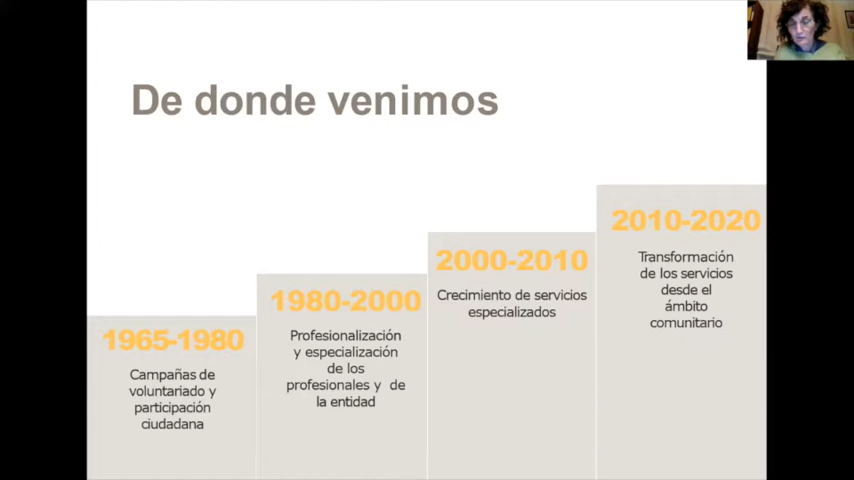 De donde venimos
1965-1980
Campañas de
voluntariado y
participación
ciudadana
1980-2000
Profesionalización
y especialización
de los
profesionales y de
la entidad
2000-2010
Crecimiento de servicios
especializados
2010-2020
Transformación
de los servicios
desde el
ámbito
comunitario